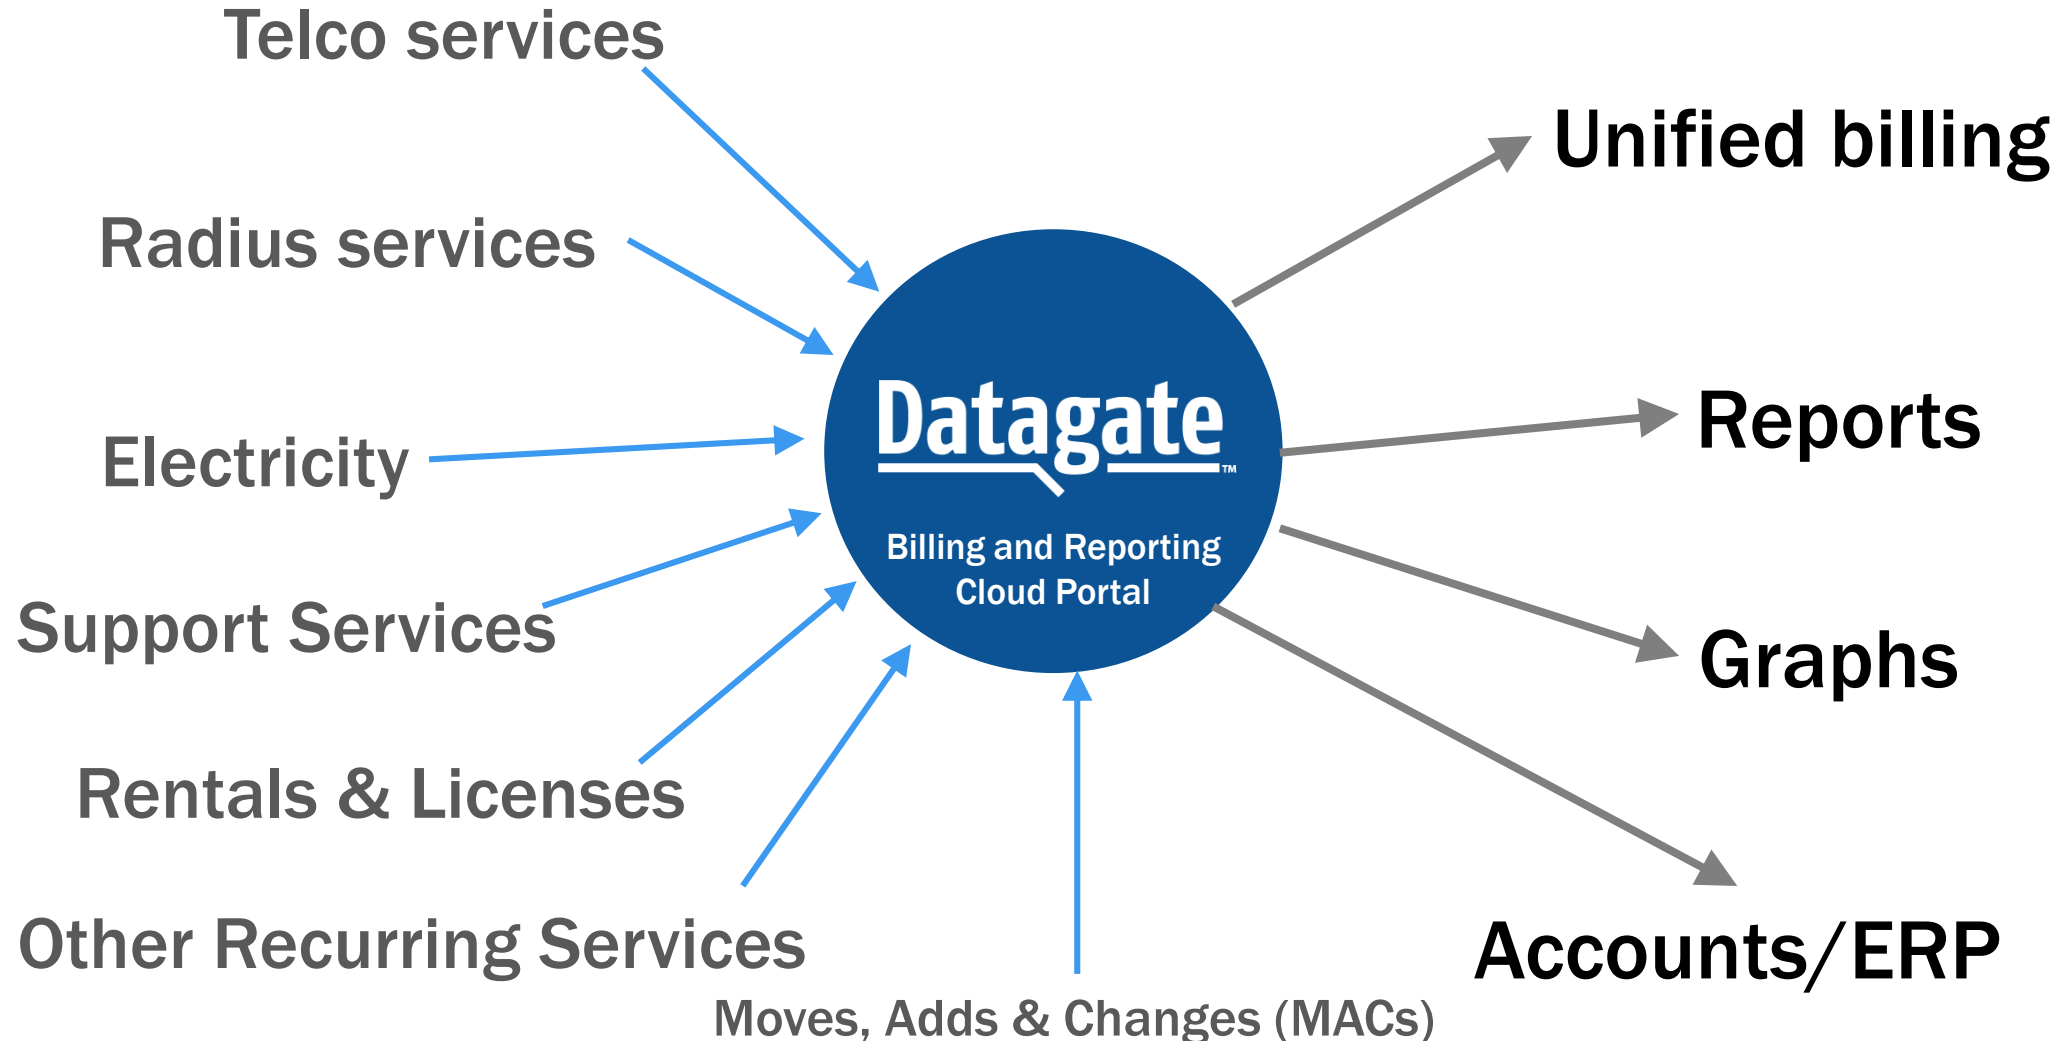 Telco services
Radius services
Electricity
Support Services
Rentals & Licenses
Other Recurring Services
Moves, Adds & Changes (MACs)
Datagate™
Billing and Reporting
Cloud Portal
Unified billing
Reports
Graphs
Accounts/ERP